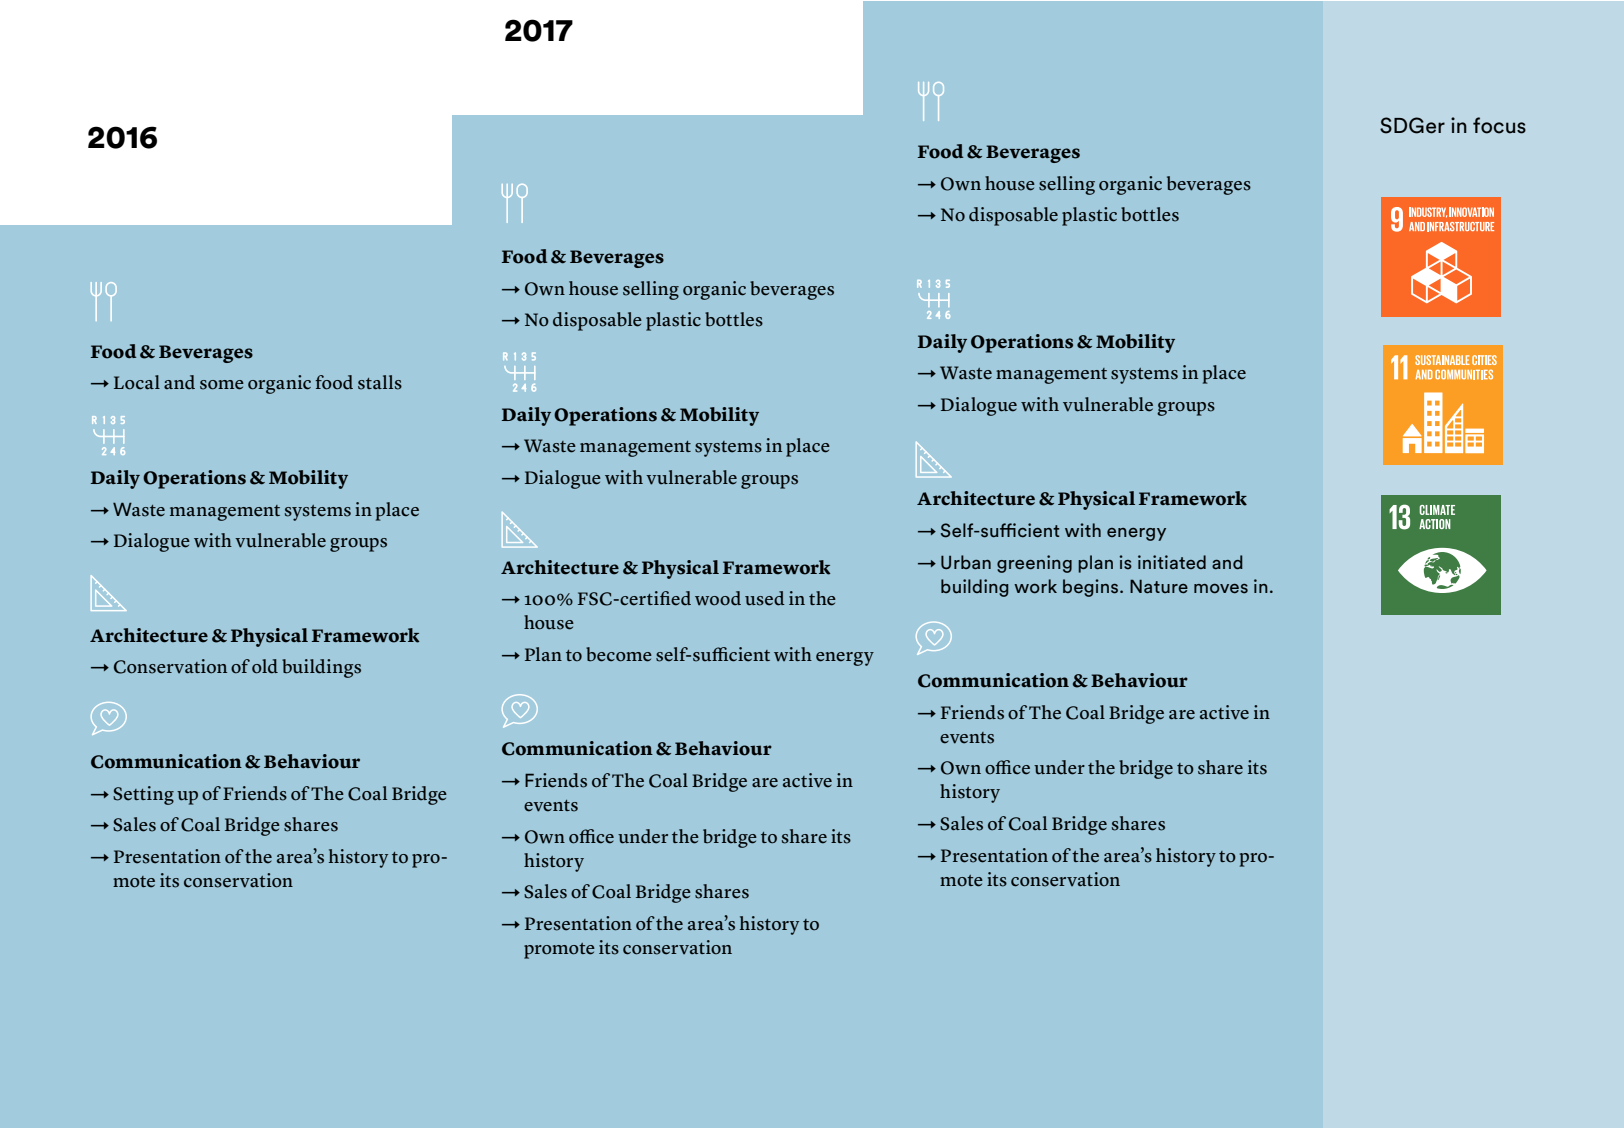 2016
Food & Beverages
→ Local and some organic food stalls
R 1 3 5
2 4 6
Daily Operations & Mobility
→ Waste management systems in place
→ Dialogue with vulnerable groups
Architecture & Physical Framework
→ Conservation of old buildings
Communication & Behaviour
→ Setting up of Friends of The Coal Bridge
→ Sales of Coal Bridge shares
→ Presentation of the area's history to pro-
mote its conservation
2017
Food & Beverages
→ Own house selling organic beverages
→ No disposable plastic bottles
R 1 3 5
2 4 6
Daily Operations & Mobility
→ Waste management systems in place
→ Dialogue with vulnerable groups
Architecture & Physical Framework
→ 100% FSC-certified wood used in the
house
→ Plan to become self-sufficient with energy
Communication & Behaviour
→ Friends of The Coal Bridge are active in
events
→ Own office under the bridge to share its
history
→ Sales of Coal Bridge shares
→ Presentation of the area's history to
promote its conservation
Food & Beverages
→ Own house selling organic beverages
→ No disposable plastic bottles
R 1 3 5
2 4 6
Daily Operations & Mobility
→ Waste management systems in place
→ Dialogue with vulnerable groups
Architecture & Physical Framework
→ Self-sufficient with energy
→ Urban greening plan is initiated and
building work begins. Nature moves in.
Communication & Behaviour
→ Friends of The Coal Bridge are active in
events
→ Own office under the bridge to share its
history
→ Sales of Coal Bridge shares
→ Presentation of the area's history to pro-
mote its conservation
SDGer in focus
9 INDUSTRY, INNOVATION
AND INFRASTRUCTURE
11 SUSTAINABLE CITIES
AND COMMUNITIES
13 CLIMATE
ACTION